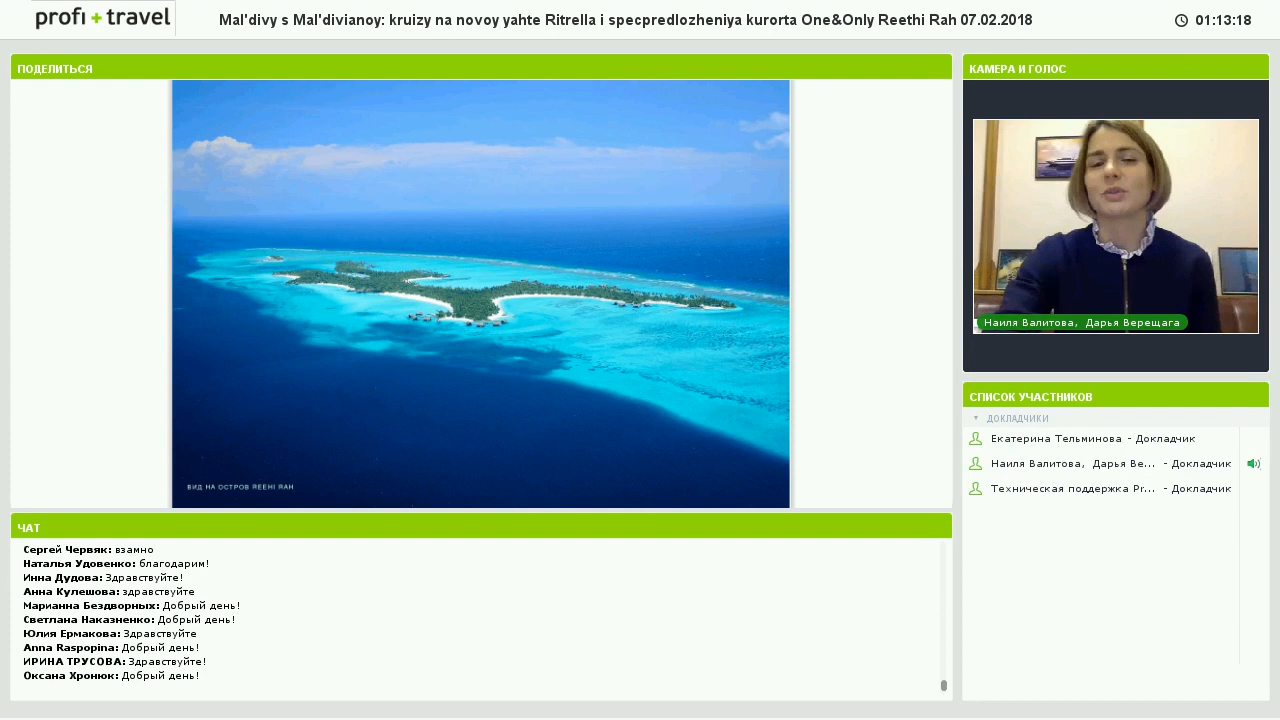 profi + travel
Mal'divy s Mal'divianoy: kruizy na novoy yahte Ritrella i specpredlozheniya kurorta One&Only Reethi Rah 07.02.2018
01:13:18
ПОДЕЛИТЬСЯ
ВИД НА ОСТРОВ REEHI RAH
ЧАТ
Сергей Червяк: взамно
Наталья Удовенко: благодарим!
Инна Дудова: Здравствуйте!
Анна Кулешова: здравствуйте
Марианна Бездворных: Добрый день!
Светлана Наказненко: Добрый день!
Юлия Ермакова: Здравствуйте
Anna Raspopina: Добрый день!
ИРИНА ТРУСОВА: Здравствуйте!
Оксана Хронюк: Добрый день!
КАМЕРА И ГОЛОС
Наиля Валитова, Дарья Верещага
СПИСОК УЧАСТНИКОВ
ДОКЛАДЧИКИ
Екатерина Тельминова - Докладчик
Наиля Валитова, Дарья Ве... - Докладчик
Техническая поддержка Pr... - Докладчик